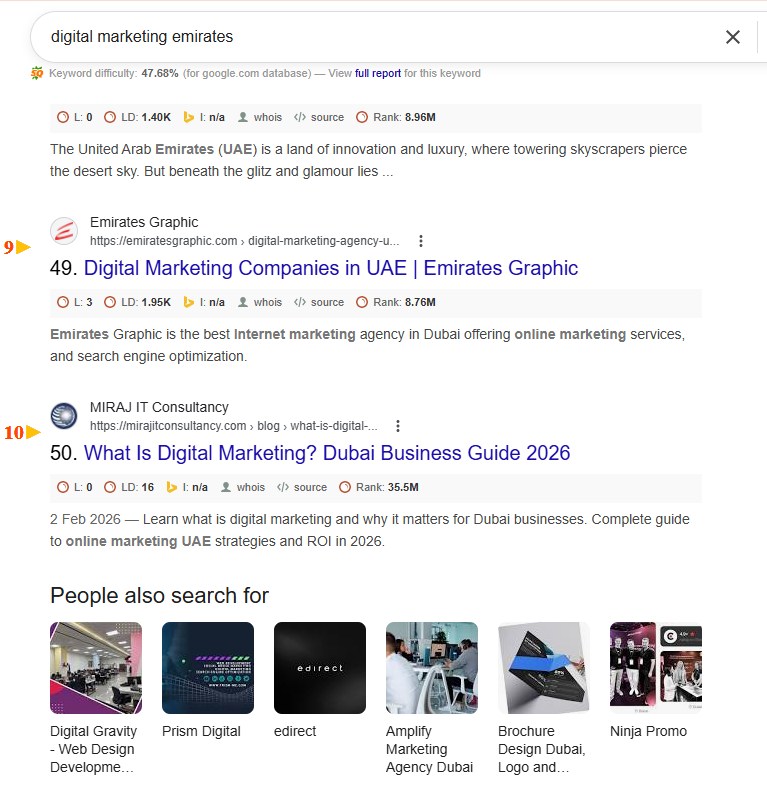 digital marketing emirates
Keyword difficulty: 47.68% (for google.com database) — View full report for this keyword
L: 0 LD: 1.40K I: n/a whois source Rank: 8.96M
The United Arab Emirates (UAE) is a land of innovation and luxury, where towering skyscrapers pierce
the desert sky. But beneath the glitz and glamour lies ...
Emirates Graphic
https://emiratesgraphic.com › digital-marketing-agency-u...
9
49. Digital Marketing Companies in UAE | Emirates Graphic
L: 3 LD: 1.95K I: n/a whois source Rank: 8.76M
Emirates Graphic is the best Internet marketing agency in Dubai offering online marketing services,
and search engine optimization.
MIRAJ IT Consultancy
https://mirajitconsultancy.com › blog › what-is-digital-...
10
50. What Is Digital Marketing? Dubai Business Guide 2026
L: 0 LD: 16 I: n/a whois source Rank: 35.5M
2 Feb 2026 — Learn what is digital marketing and why it matters for Dubai businesses. Complete guide
to online marketing UAE strategies and ROI in 2026.
People also search for
edirect
Digital Gravity
- Web Design
Developme...
Prism Digital
edirect
Amplify
Marketing
Agency Dubai
Brochure
Design Dubai,
Logo and...
Ninja Promo